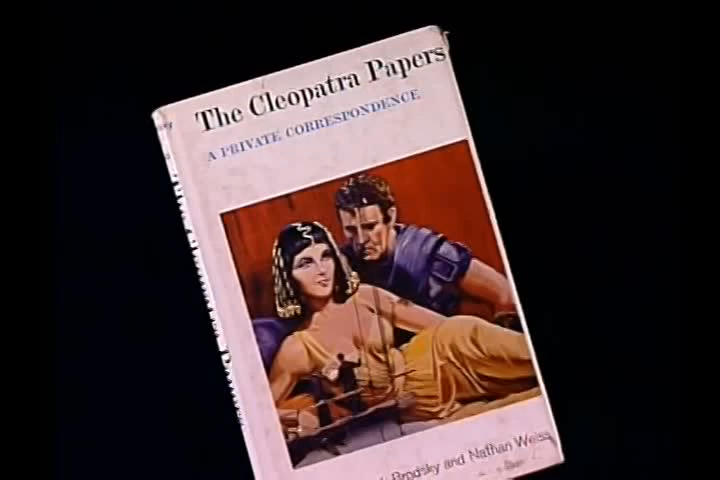 The Cleopatra Papers
A PRIVATE CORRESPONDENCE
Brodsky and Nathan Weiss